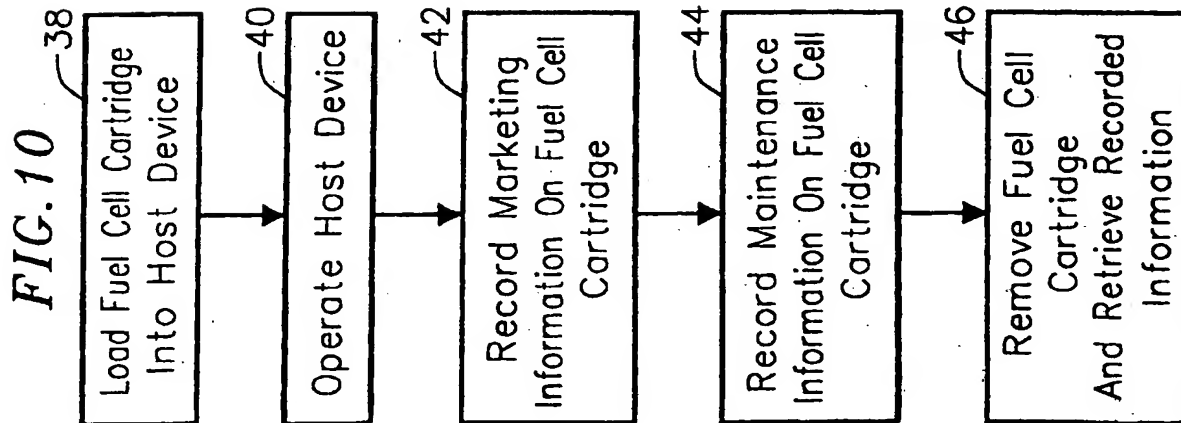 FIG. 10
38
Load Fuel Cell Cartridge
Into Host Device
40
Operate Host Device
42
Record Marketing
Information On Fuel Cell
Cartridge
44
Record Maintenance
Information On Fuel Cell
Cartridge
46
Remove Fuel Cell
Cartridge
And Retrieve Recorded
Information